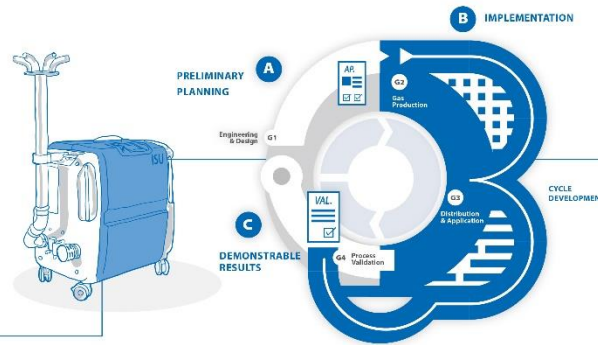 B IMPLEMENTATION
A
PRELIMINARY
PLANNING
AP.
G2
Gas
Production
ISU
Engineering
& Design
G1
CYCLE
DEVELOPMEN
G3
Distribution
& Application
VAL.
C
DEMONSTRABLE
RESULTS
G4
Process
Validation